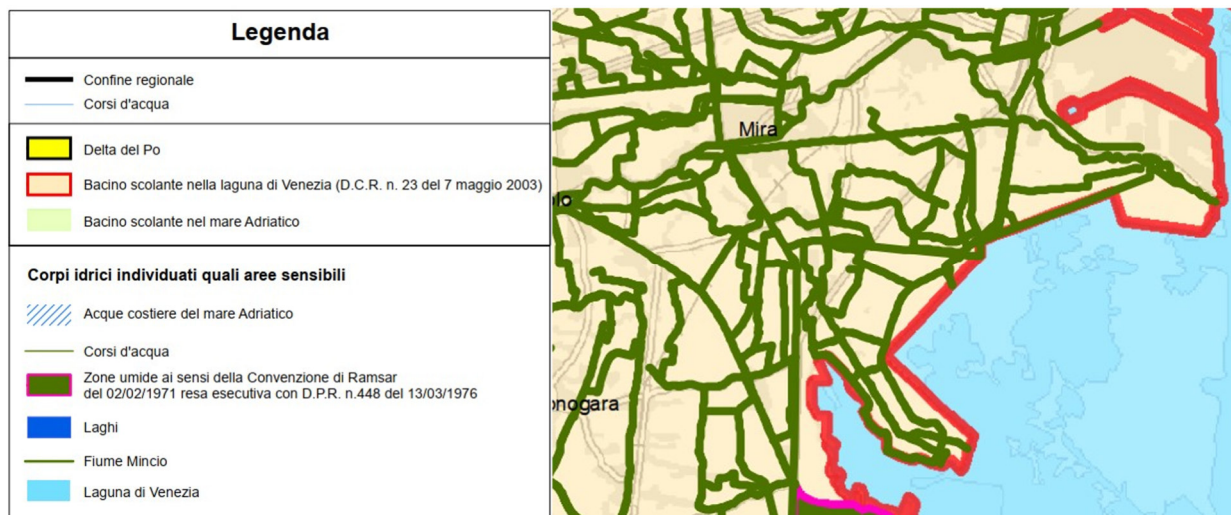 Legenda
Confine regionale
Corsi d'acqua
Delta del Po
Bacino scolante nella laguna di Venezia (D.C.R. n. 23 del 7 maggio 2003)
Bacino scolante nel mare Adriatico
Corpi idrici individuati quali aree sensibili
Acque costiere del mare Adriatico
Corsi d'acqua
Zone umide ai sensi della Convenzione di Ramsar
del 02/02/1971 resa esecutiva con D.P.R. n.448 del 13/03/1976
Laghi
Fiume Mincio
Laguna di Venezia
Mira
olo
onogara